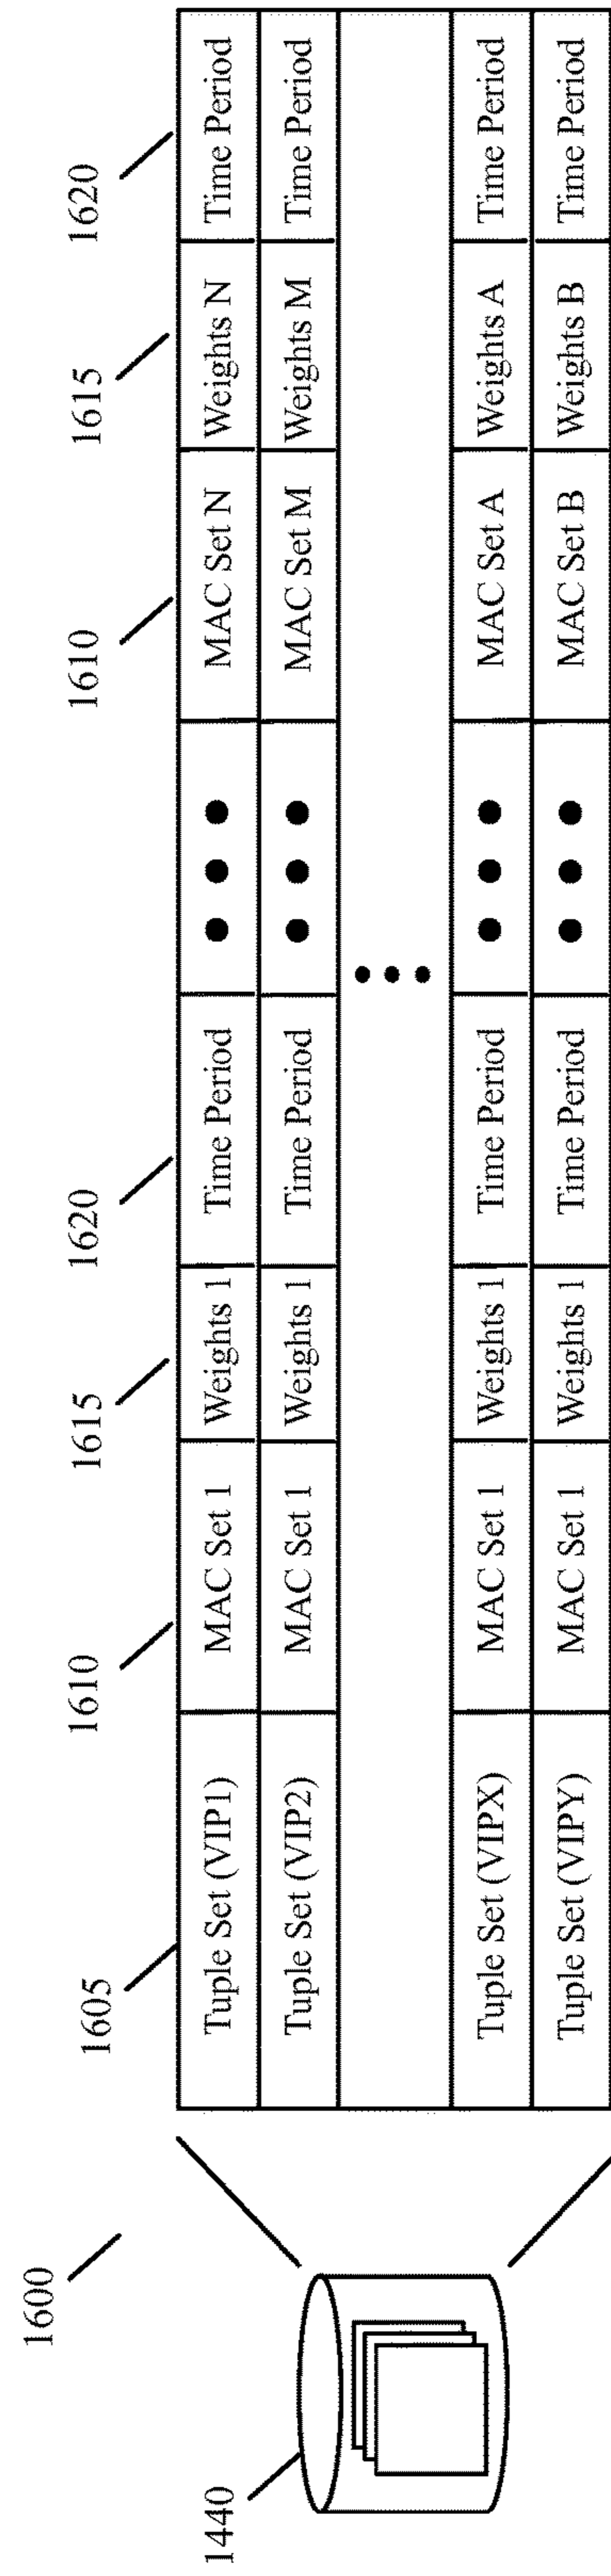 1600
1605 1610 1615 1620 1610 1615 1620
Tuple Set (VIP1) MAC Set 1 Weights 1 Time Period ● ● ● MAC Set N Weights N Time Period
Tuple Set (VIP2) MAC Set 1 Weights 1 Time Period ● ● ● MAC Set M Weights M Time Period
● ● ●
1440
Tuple Set (VIPX) MAC Set 1 Weights 1 Time Period ● ● ● MAC Set A Weights A Time Period
Tuple Set (VIPY) MAC Set 1 Weights 1 Time Period ● ● ● MAC Set B Weights B Time Period